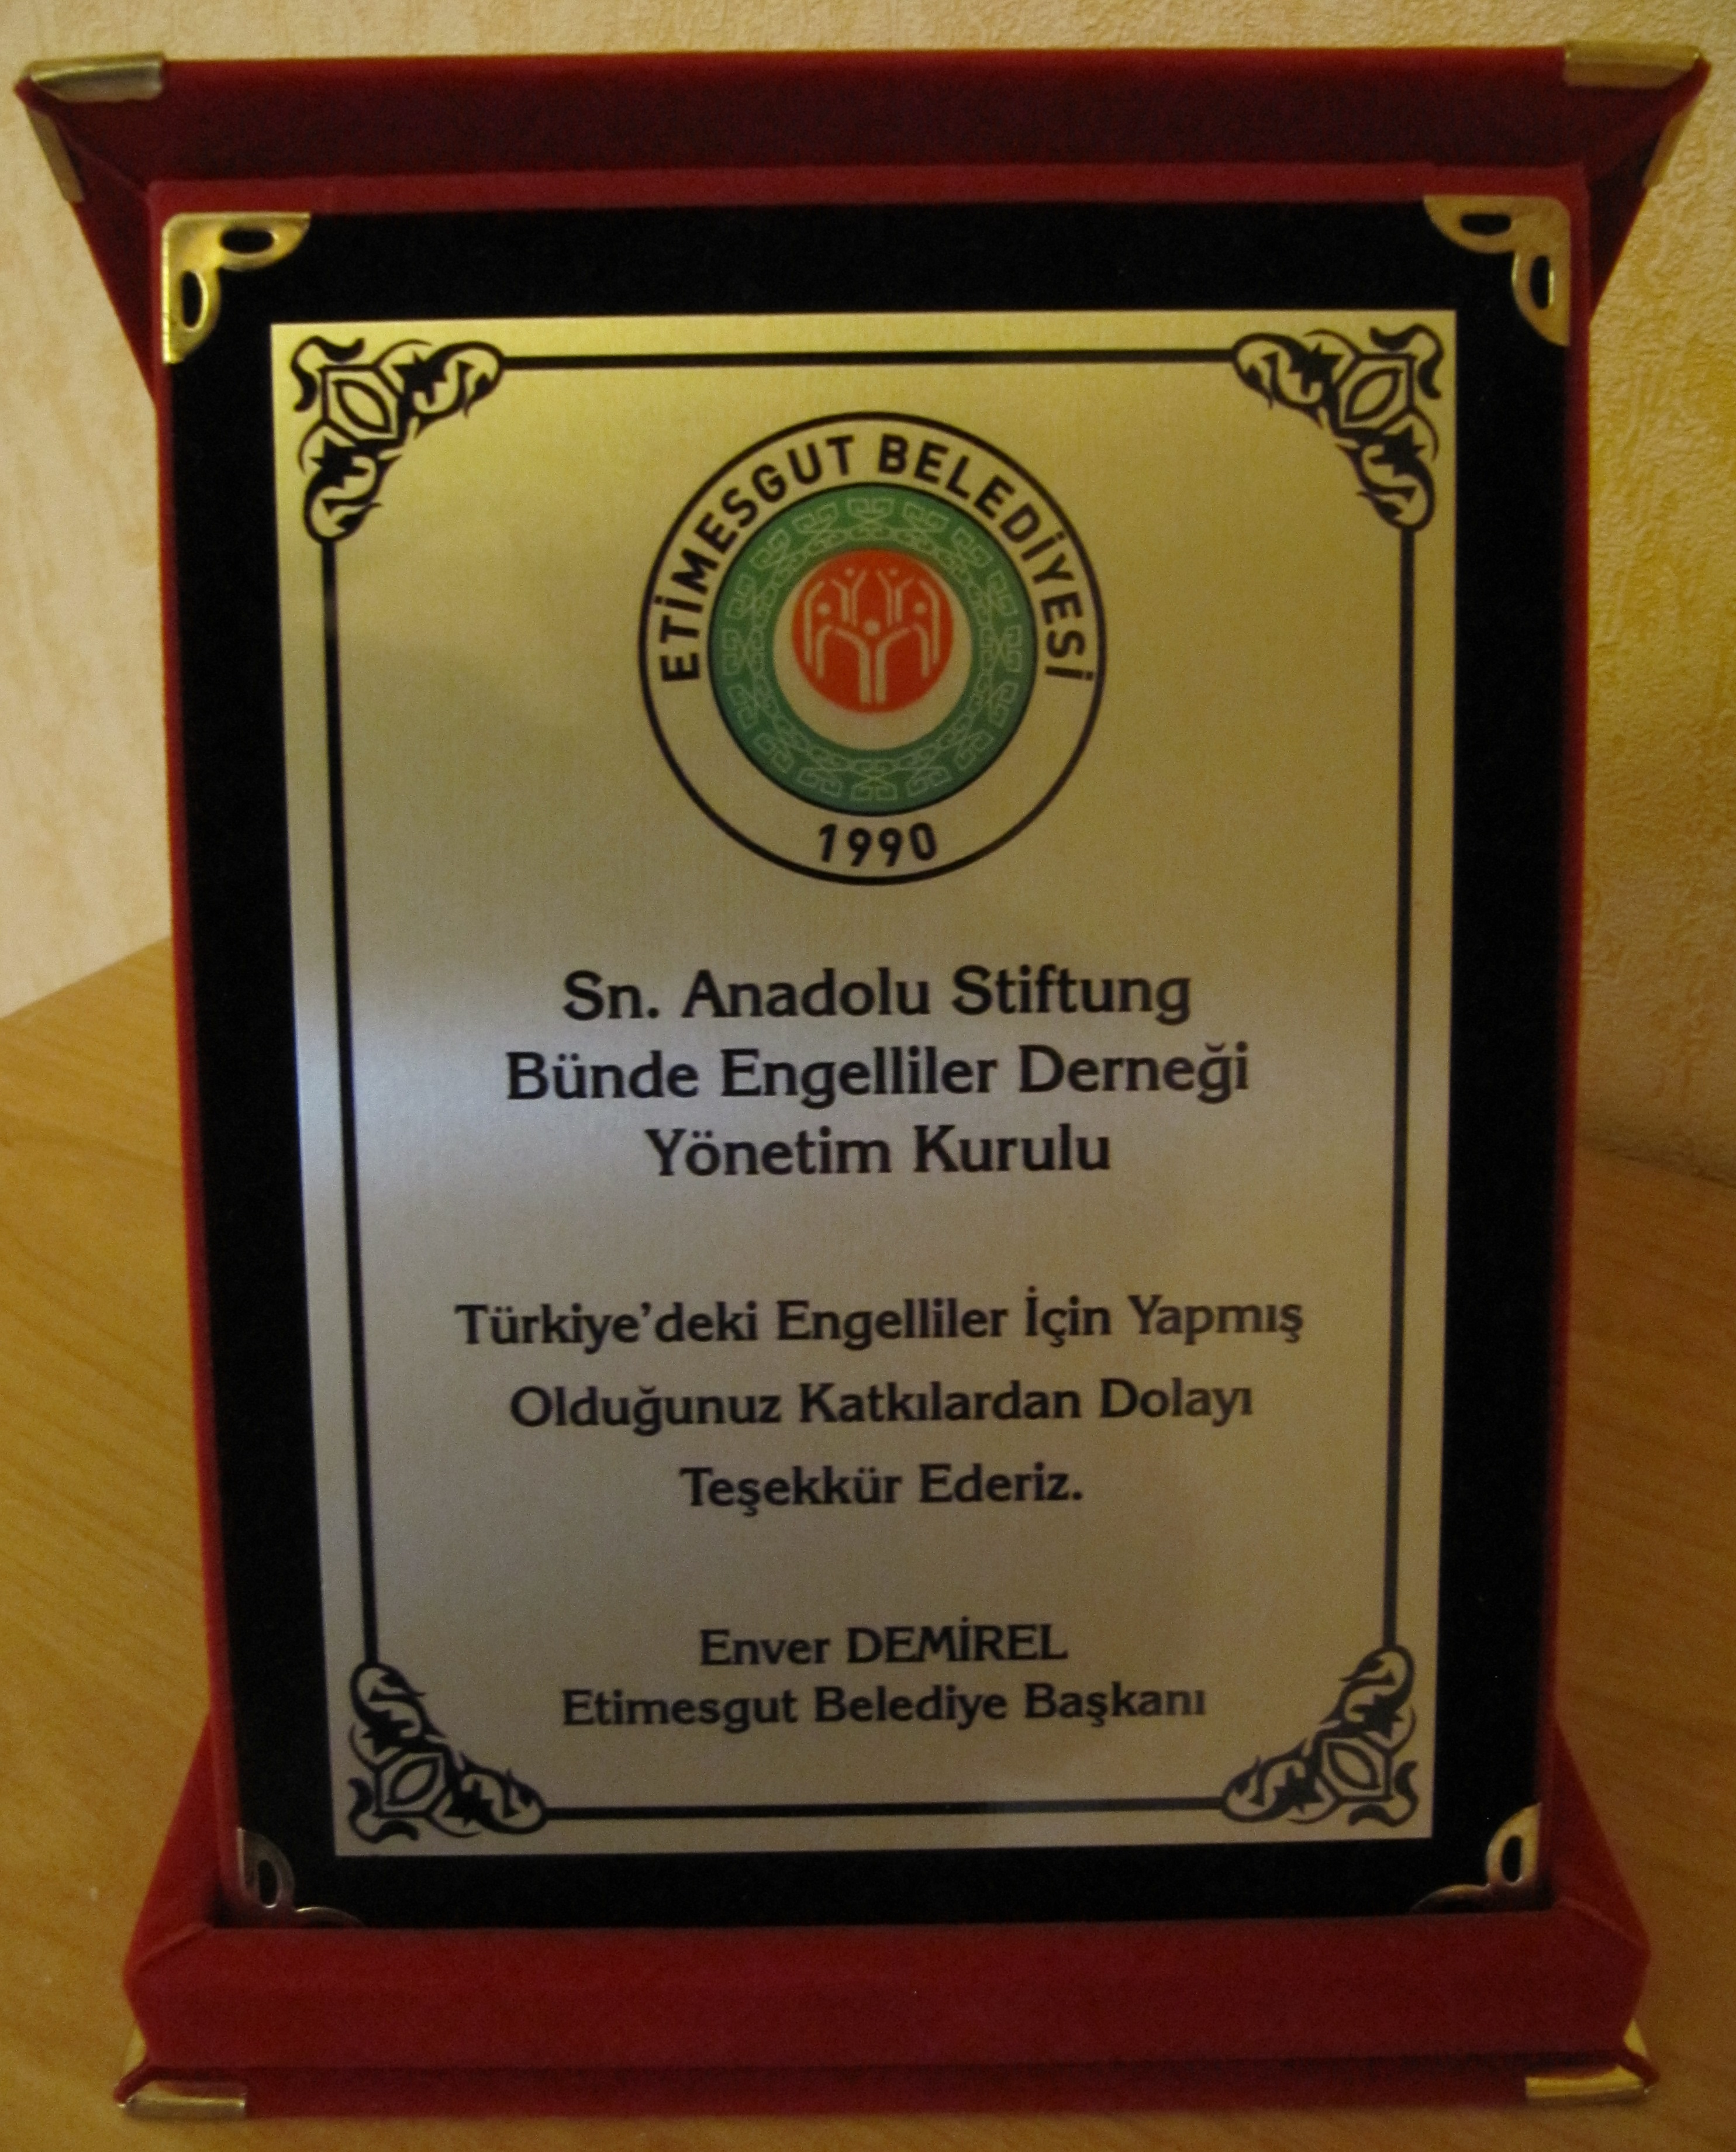 ETİMESGUT BELEDİYESİ
1990
Sn. Anadolu Stiftung
Bünde Engelliler Derneği
Yönetim Kurulu
Türkiye'deki Engelliler İçin Yapmış
Olduğunuz Katkılardan Dolayı
Teşekkür Ederiz.
Enver DEMİREL
Etimesgut Belediye Başkanı